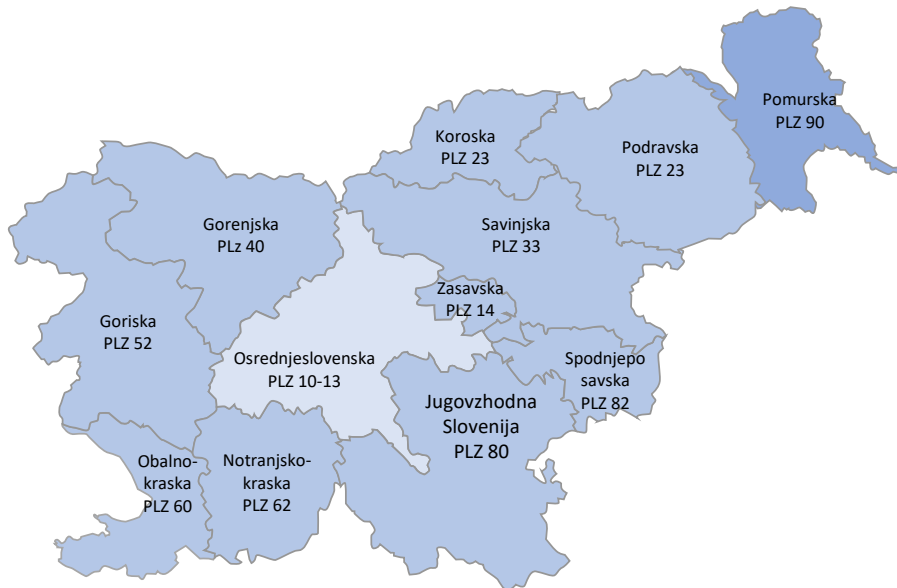 Pomurska
PLZ 90
Koroska
PLZ 23
Podravska
PLZ 23
Gorenjska
PLz 40
Savinjska
PLZ 33
Zasavska
PLZ 14
Goriska
PLZ 52
Osrednjeslovenska
PLZ 10-13
Spodnjepo
savska
PLZ 82
Jugovzhodna
Slovenija
PLZ 80
Obalno-
kraska
PLZ 60
Notranjsko-
kraska
PLZ 62